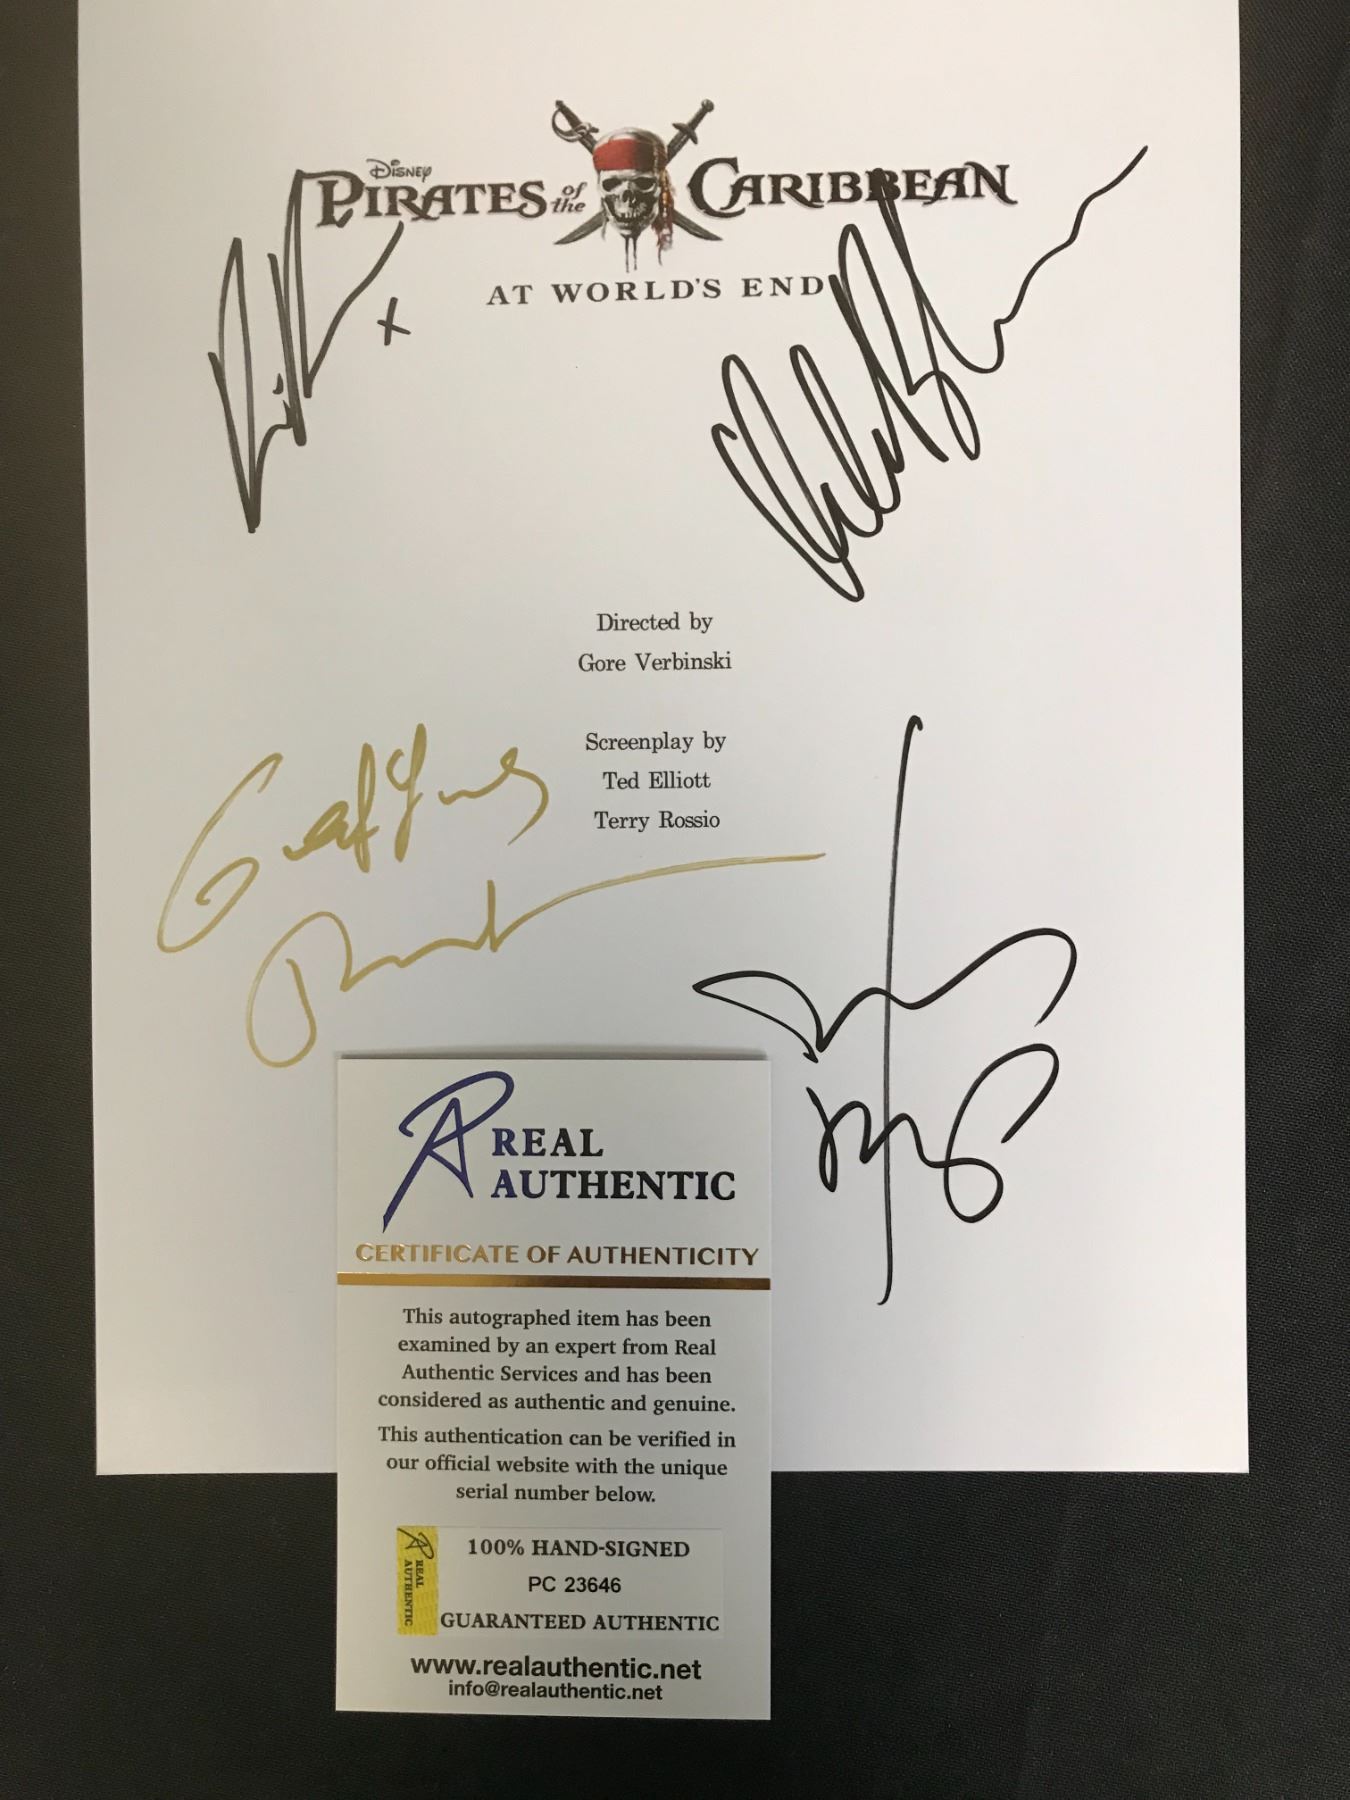 Disney
PIRATES of the CARIBBEAN
AT WORLD'S END
x
Directed by
Gore Verbinski
Screenplay by
Ted Elliott
Terry Rossio
REAL
AUTHENTIC
CERTIFICATE OF AUTHENTICITY
This autographed item has been
examined by an expert from Real
Authentic Services and has been
considered as authentic and genuine.
This authentication can be verified in
our official website with the unique
serial number below.
REAL
AUTHENTIC
100% HAND-SIGNED
PC 23646
GUARANTEED AUTHENTIC
www.realauthentic.net
info@realauthentic.net